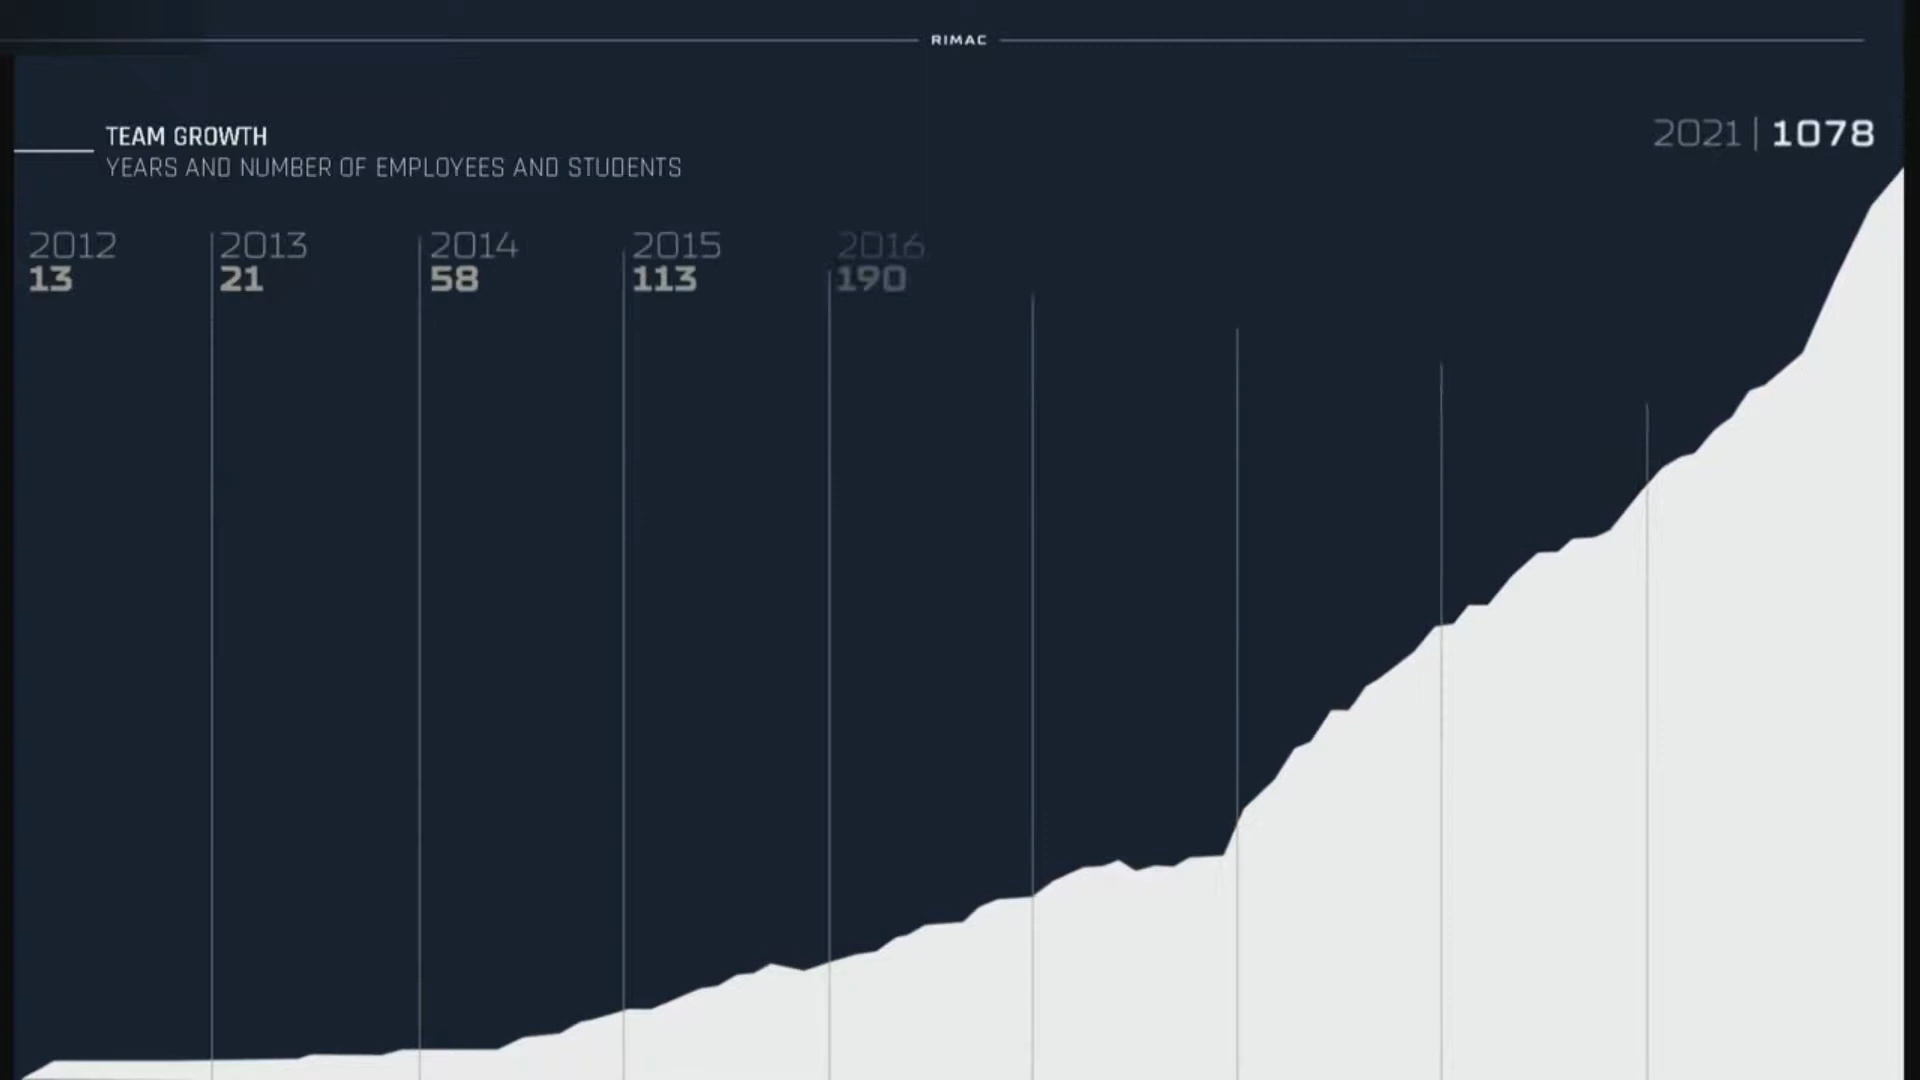 RIMAC
TEAM GROWTH
YEARS AND NUMBER OF EMPLOYEES AND STUDENTS
2021 | 1078
2012
13
2013
21
2014
58
2015
113
2016
190